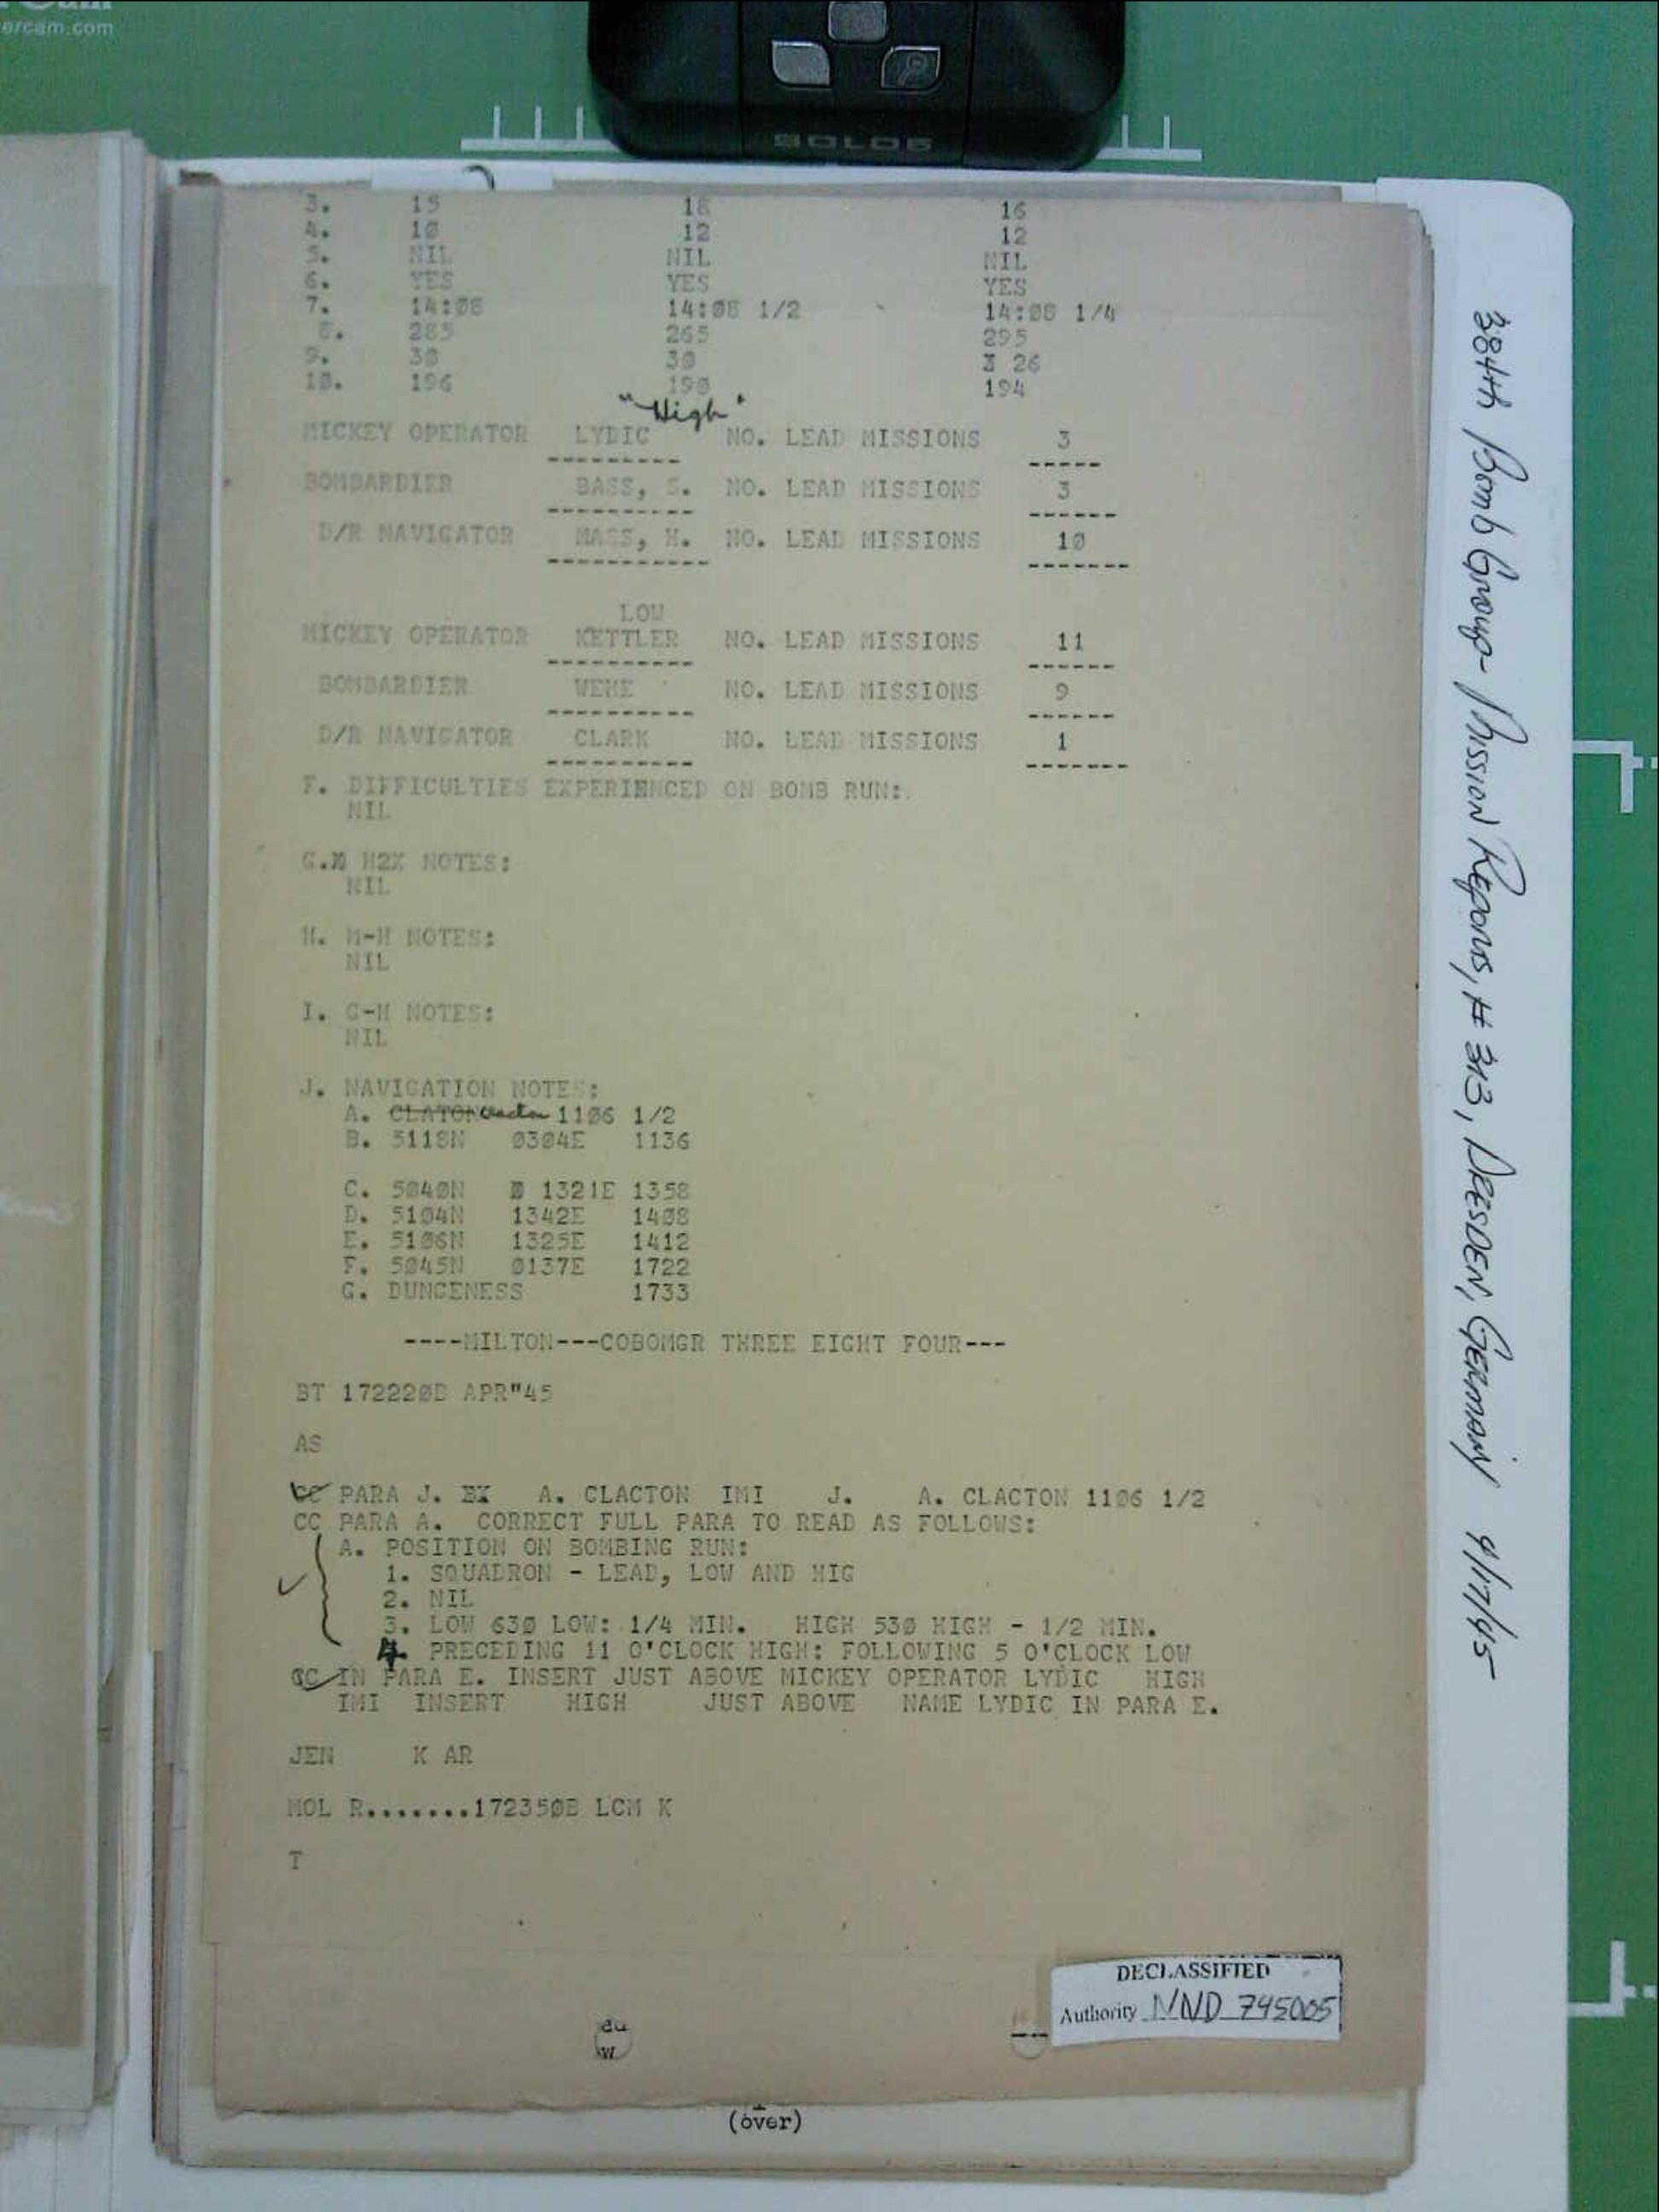 ercam.com
3. 15 18 16
4. 10 12 12
5. NIL NIL NIL
6. YES YES YES
7. 14:08 14:08 1/2 14:08 1/4
8. 285 265 295
9. 30 30 26
10. 196 190 194
"High"
MICKEY OPERATOR LYDIC NO. LEAD MISSIONS 3
BOMBARDIER BASS, S. NO. LEAD MISSIONS 3
D/R NAVIGATOR MASS, H. NO. LEAD MISSIONS 10
LOW
MICKEY OPERATOR KETTLER NO. LEAD MISSIONS 11
BOMBARDIER WEHE NO. LEAD MISSIONS 9
D/R NAVIGATOR CLARK NO. LEAD MISSIONS 1
F. DIFFICULTIES EXPERIENCED ON BOMB RUN:
NIL
G. H2X NOTES:
NIL
H. M-H NOTES:
NIL
I. G-H NOTES:
NIL
J. NAVIGATION NOTES:
A. CLATON Clacton 1106 1/2
B. 5118N 0304E 1136
C. 5040N 1321E 1358
D. 5104N 1342E 1408
E. 5106N 1325E 1412
F. 5045N 0137E 1722
G. DUNGENESS 1733
----MILTON---COBOMGR THREE EIGHT FOUR---
BT 172220B APR"45
AS
CC PARA J. BX A. CLACTON IMI J. A. CLACTON 1106 1/2
CC PARA A. CORRECT FULL PARA TO READ AS FOLLOWS:
A. POSITION ON BOMBING RUN:
1. SQUADRON - LEAD, LOW AND HIG
2. NIL
3. LOW 630 LOW: 1/4 MIN. HIGH 530 HIGH - 1/2 MIN.
4. PRECEDING 11 O'CLOCK HIGH: FOLLOWING 5 O'CLOCK LOW
CC IN PARA E. INSERT JUST ABOVE MICKEY OPERATOR LYDIC HIGH
IMI INSERT HIGH JUST ABOVE NAME LYDIC IN PARA E.
JEN K AR
MOL R........172350B LCM K
T
DECLASSIFIED
Authority NND 745005
(over)
384th Bomb Group- Mission Reports, # 313, DRESDEN, GERMANY 4/17/45